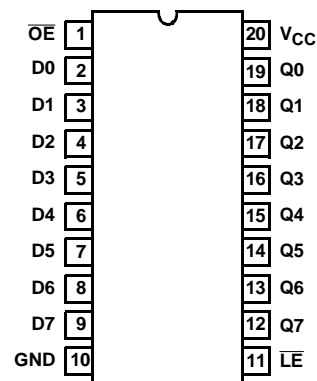 O̅E̅ 1 20 VCC
D0 2 19 Q0
D1 3 18 Q1
D2 4 17 Q2
D3 5 16 Q3
D4 6 15 Q4
D5 7 14 Q5
D6 8 13 Q6
D7 9 12 Q7
GND 10 11 L̅E̅